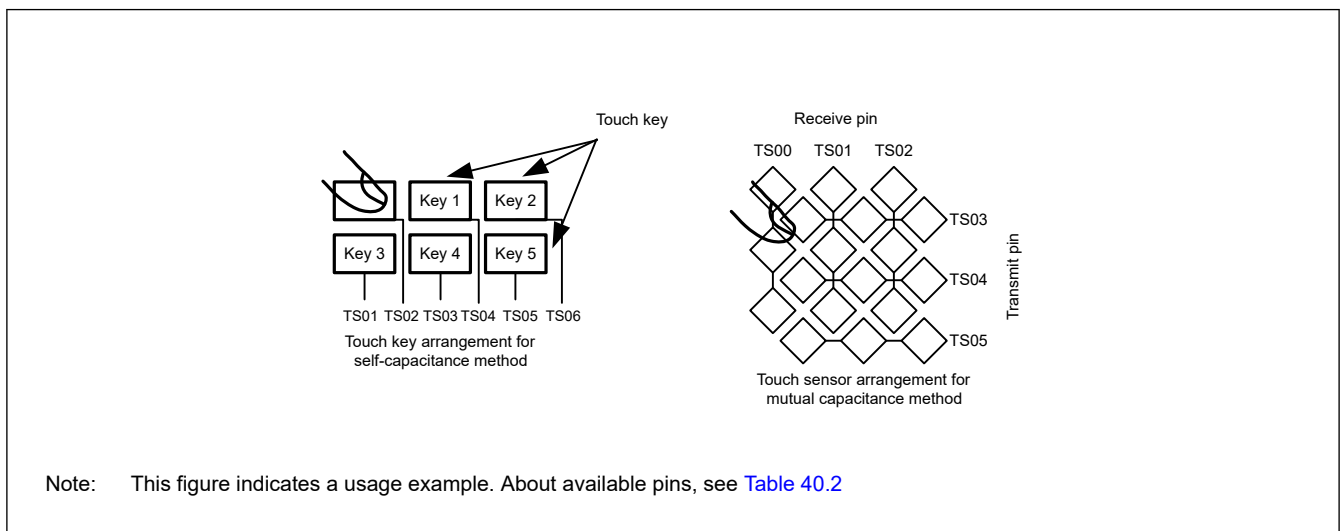 Touch key
Key 1
Key 2
Key 3
Key 4
Key 5
TS01 TS02 TS03 TS04 TS05 TS06
Touch key arrangement for
self-capacitance method
Receive pin
TS00 TS01 TS02
TS03
TS04
TS05
Transmit pin
Touch sensor arrangement for
mutual capacitance method
Note: This figure indicates a usage example. About available pins, see Table 40.2